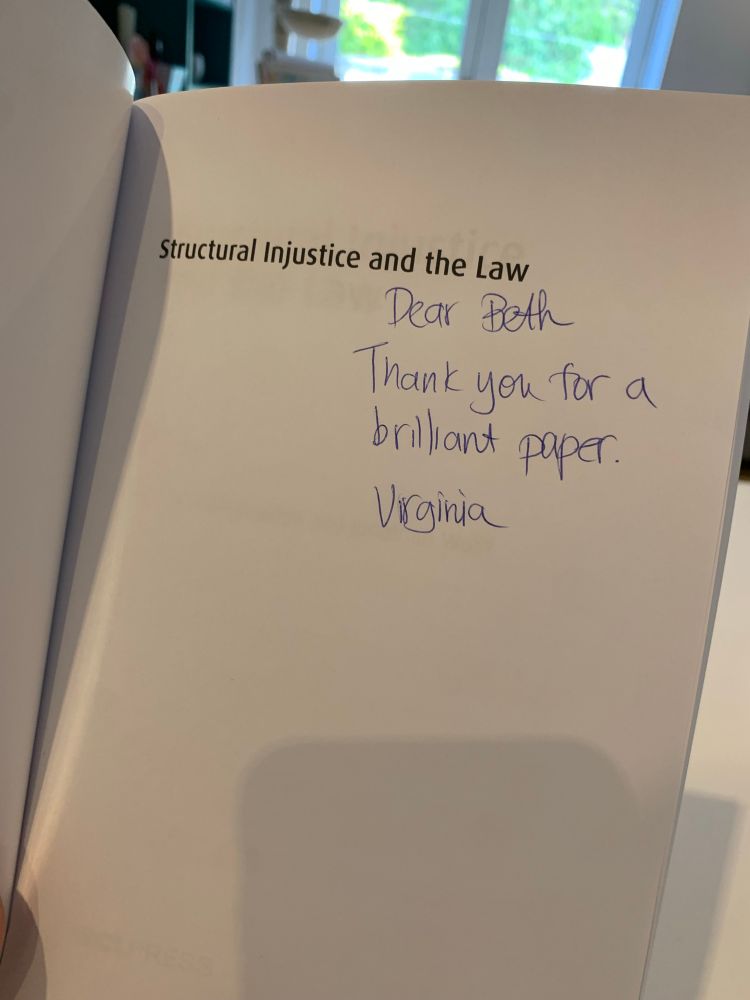 Structural Injustice and the Law
Dear Beth
Thank you for a
brilliant paper.
Virginia